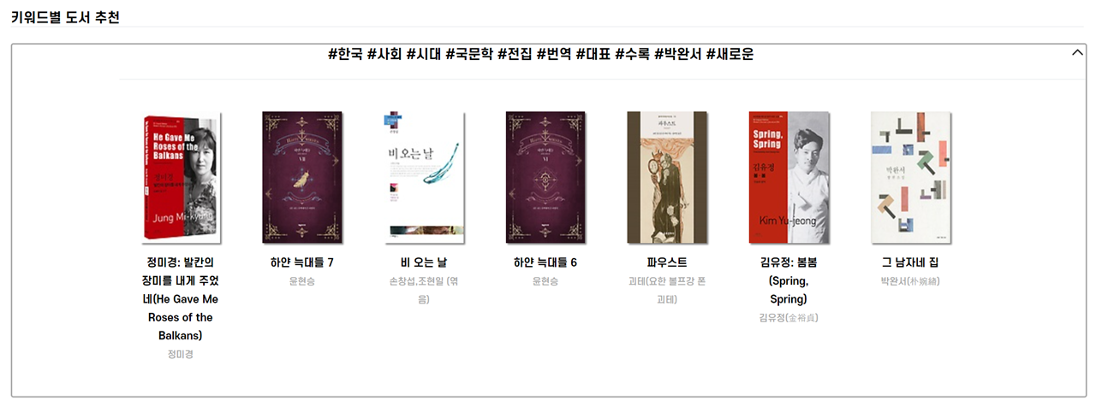 키워드별 도서 추천
#한국 #사회 #시대 #국문학 #전집 #번역 #대표 #수록 #박완서 #새로운
He Gave Me
Roses of the
Balkans
Jung Mi-kyung
비 오는 날
파우스트
Spring,
Spring
김유정
Kim Yu-jeong
박완서
정미경: 발칸의
장미를 내게 주었
네(He Gave Me
Roses of the
Balkans)
정미경
하얀 늑대들 7
윤현승
비 오는 날
손창섭,조현일 (엮
음)
하얀 늑대들 6
윤현승
파우스트
괴테(요한 볼프강 폰
괴테)
김유정: 봄봄
(Spring,
Spring)
김유정(金裕貞)
그 남자네 집
박완서(朴婉緖)